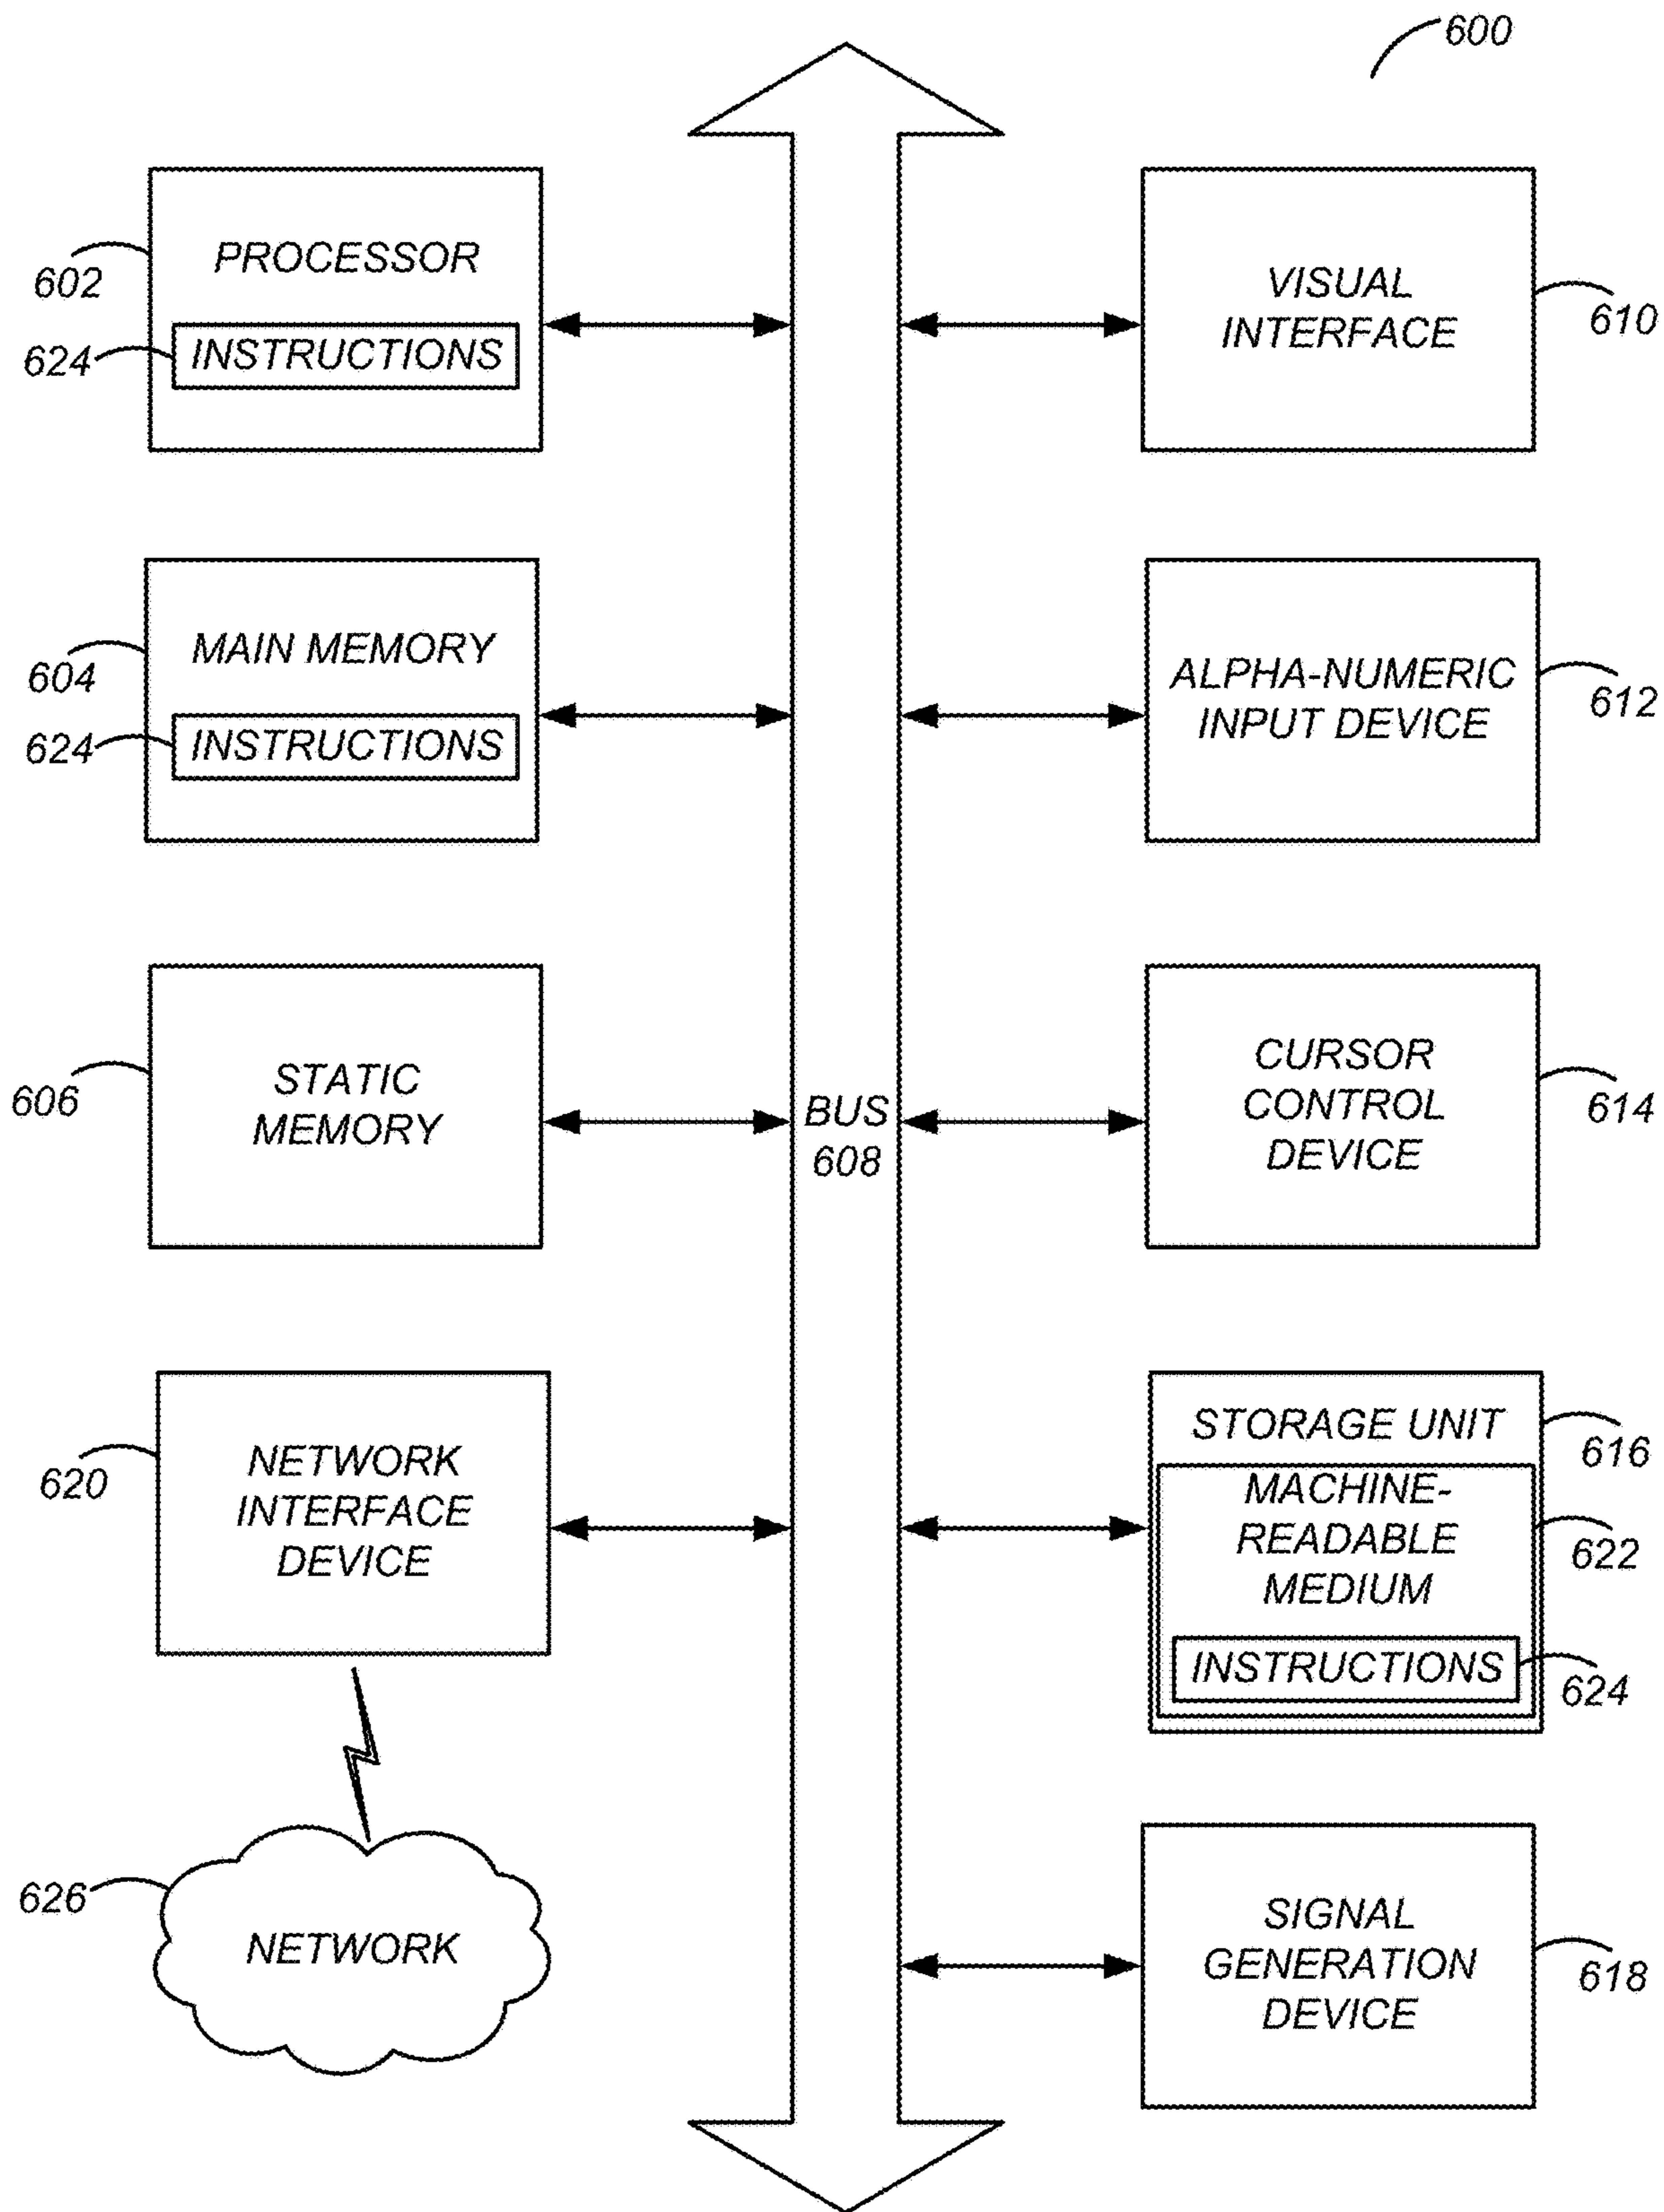 600
PROCESSOR
602
624
INSTRUCTIONS
MAIN MEMORY
604
624
INSTRUCTIONS
STATIC
MEMORY
606
NETWORK
INTERFACE
DEVICE
620
626
NETWORK
BUS
608
VISUAL
INTERFACE
610
ALPHA-NUMERIC
INPUT DEVICE
612
CURSOR
CONTROL
DEVICE
614
STORAGE UNIT
616
MACHINE-
READABLE
MEDIUM
622
INSTRUCTIONS
624
SIGNAL
GENERATION
DEVICE
618